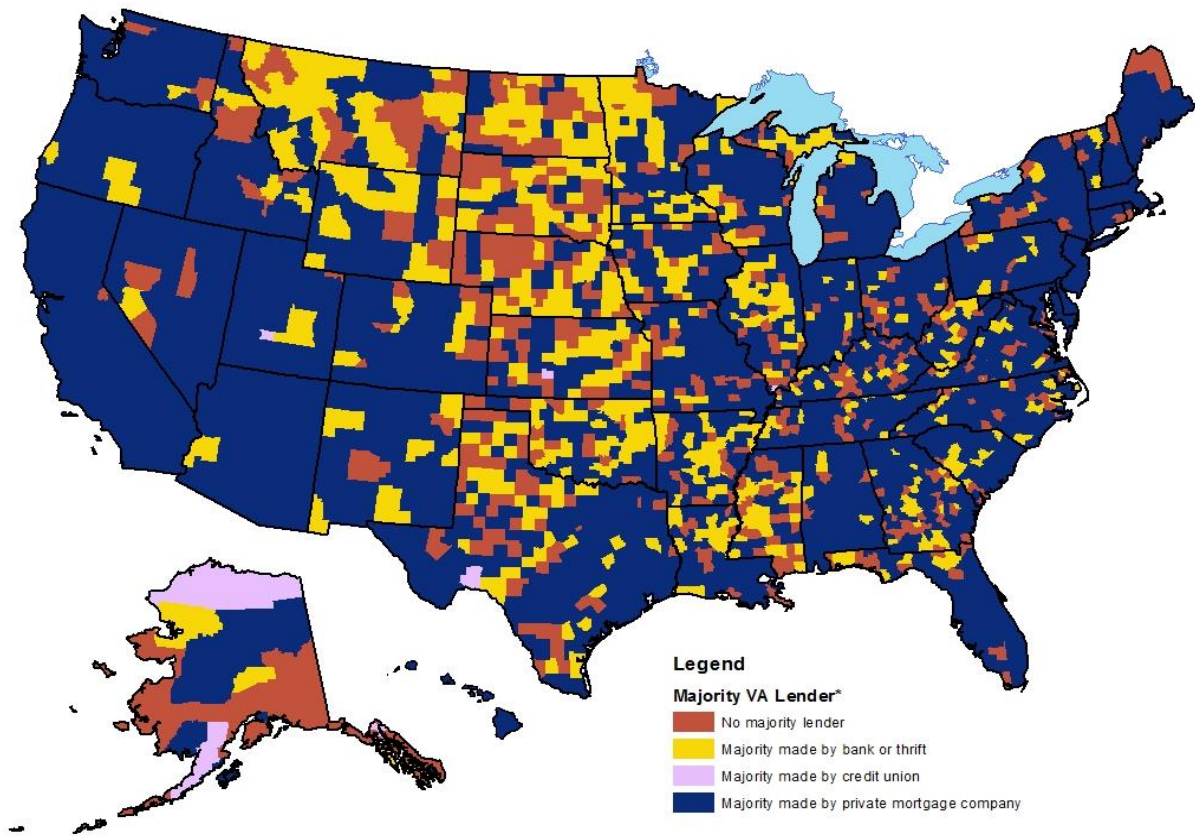 Legend
Majority VA Lender*
No majority lender
Majority made by bank or thrift
Majority made by credit union
Majority made by private mortgage company